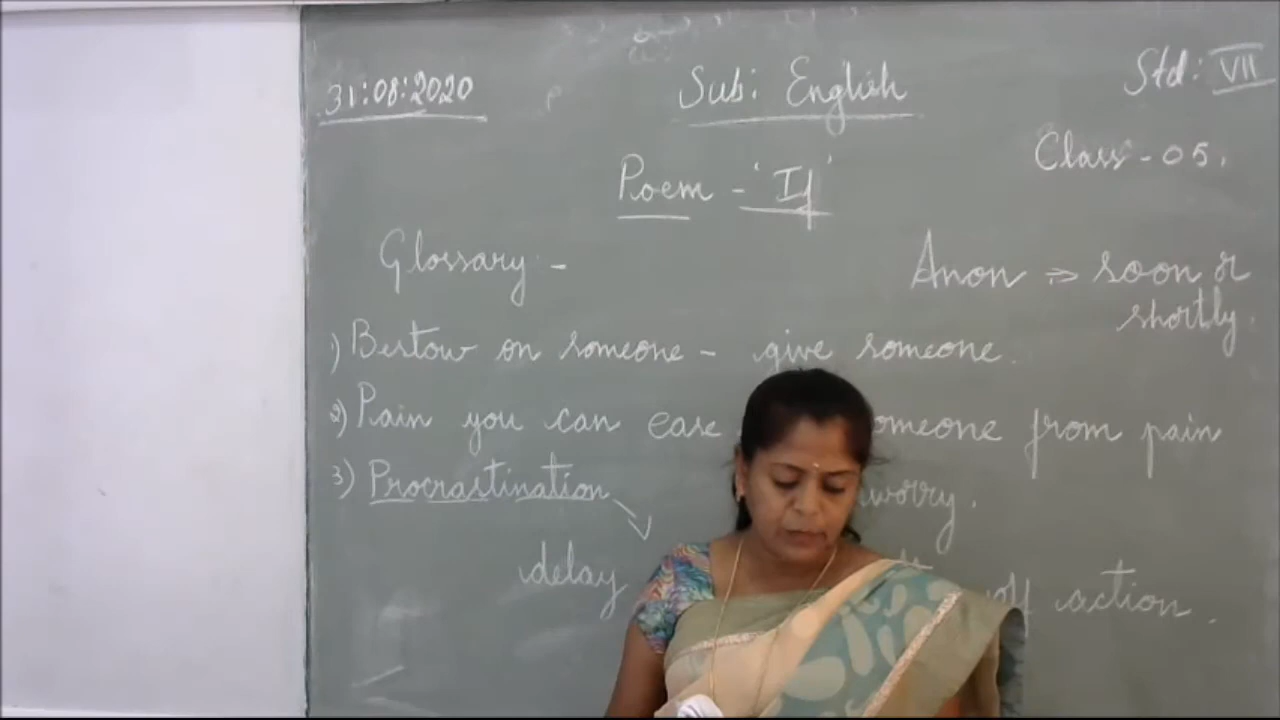 31:08:2020 Sub: English Std: VII
Class - 05.
Poem - 'If'
Glossary - Anon => soon or
shortly.
1) Bestow on someone - give someone.
2) Pain you can ease someone from pain
3) Procrastination worry.
delay off action.